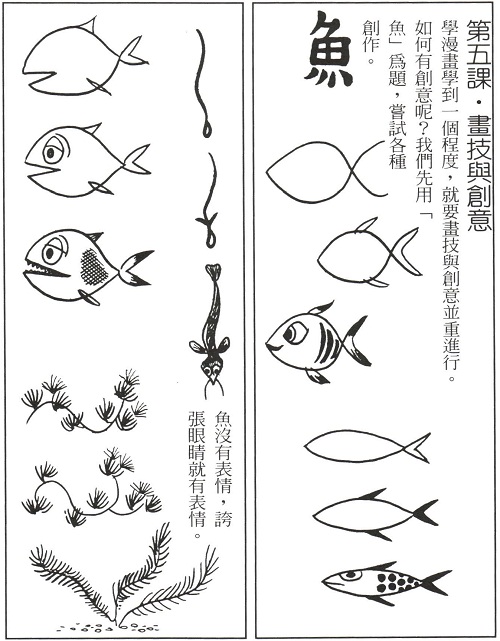 第五課·畫技與創意
學漫畫學到一個程度，就要畫技與創意並重進行。
如何有創意呢？我們先用「
魚」爲題，嘗試各種
創作。
魚
魚沒有表情，誇
張眼睛就有表情。